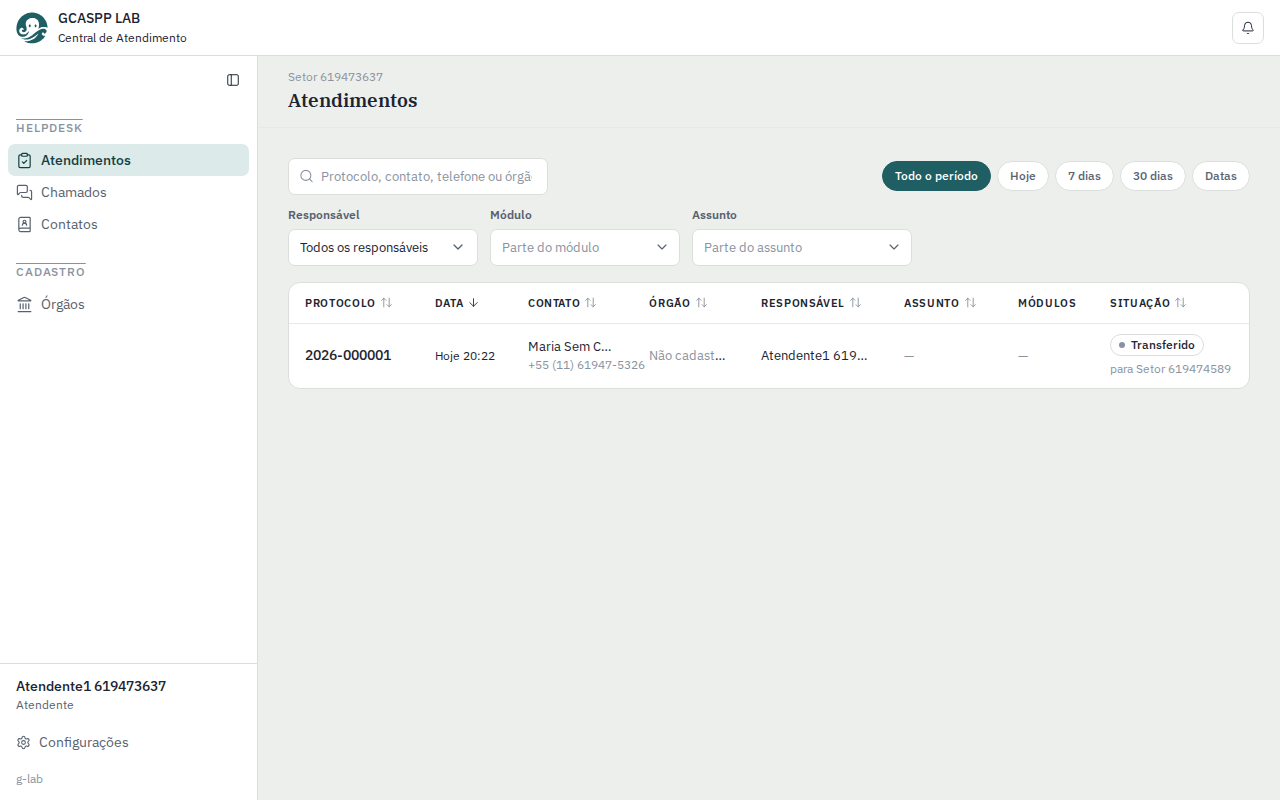 GCASPP LAB
Central de Atendimento
HELPDESK
Atendimentos
Chamados
Contatos
CADASTRO
Órgãos
Atendente1 619473637
Atendente
Configurações
g-lab
Setor 619473637
Atendimentos
Protocolo, contato, telefone ou órgã
Todo o período Hoje 7 dias 30 dias Datas
Responsável Módulo Assunto
Todos os responsáveis Parte do módulo Parte do assunto
PROTOCOLO DATA CONTATO ÓRGÃO RESPONSÁVEL ASSUNTO MÓDULOS SITUAÇÃO
2026-000001 Hoje 20:22 Maria Sem C... Não cadast... Atendente1 619... — — Transferido
+55 (11) 61947-5326 para Setor 619474589